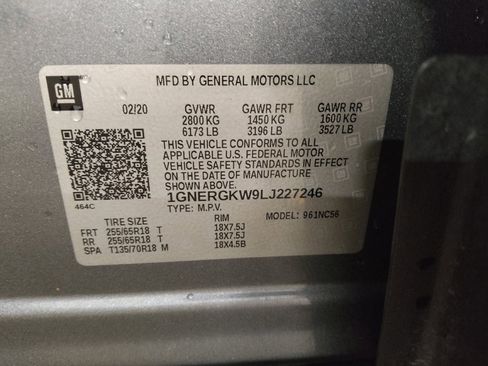 GM
MFD BY GENERAL MOTORS LLC
02/20 GVWR GAWR FRT GAWR RR
2800 KG 1450 KG 1600 KG
6173 LB 3196 LB 3527 LB
THIS VEHICLE CONFORMS TO ALL
APPLICABLE U.S. FEDERAL MOTOR
VEHICLE SAFETY STANDARDS IN EFFECT
ON THE DATE OF MANUFACTURE
SHOWN ABOVE.
1GNERGKW9LJ227246
464C TYPE: M.P.V. MODEL: 961NC56
TIRE SIZE RIM
FRT 255/65R18 T 18X7.5J
RR 255/65R18 T 18X7.5J
SPA T135/70R18 M 18X4.5B